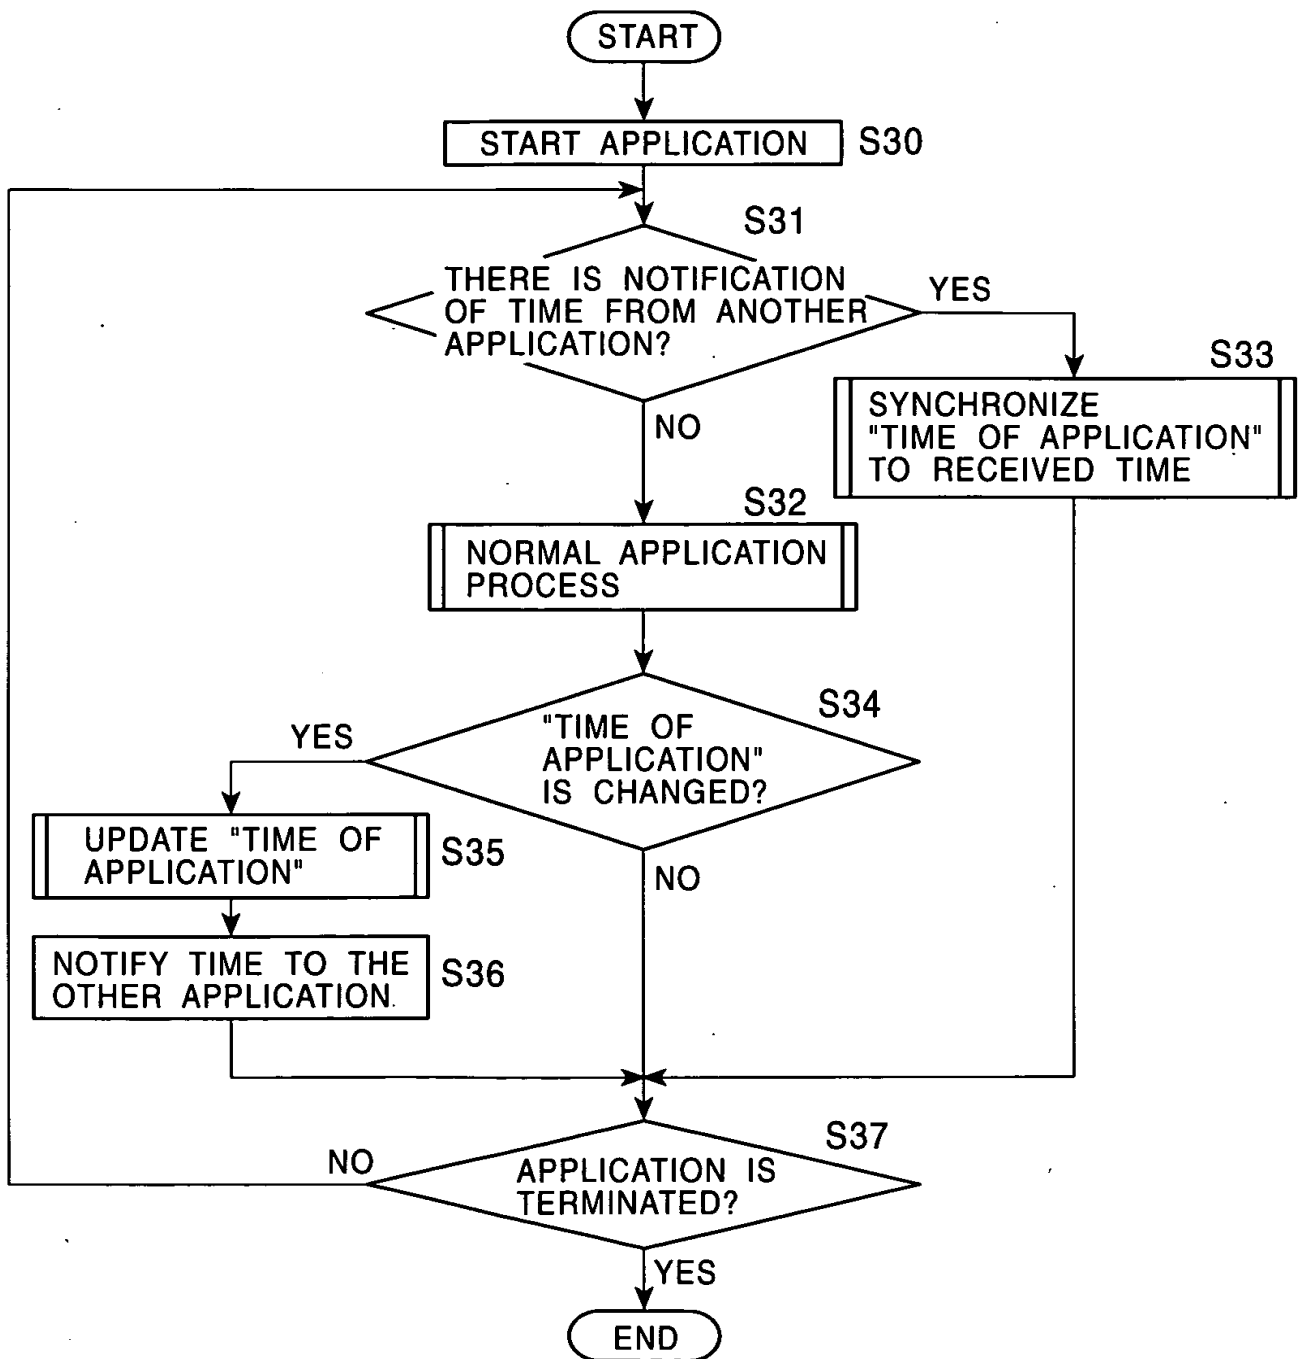 START
START APPLICATION S30
S31
THERE IS NOTIFICATION
OF TIME FROM ANOTHER
APPLICATION?
YES
NO
S33
SYNCHRONIZE
"TIME OF APPLICATION"
TO RECEIVED TIME
S32
NORMAL APPLICATION
PROCESS
S34
"TIME OF
APPLICATION"
IS CHANGED?
YES
NO
UPDATE "TIME OF
APPLICATION"
S35
NOTIFY TIME TO THE
OTHER APPLICATION.
S36
S37
APPLICATION IS
TERMINATED?
NO
YES
END